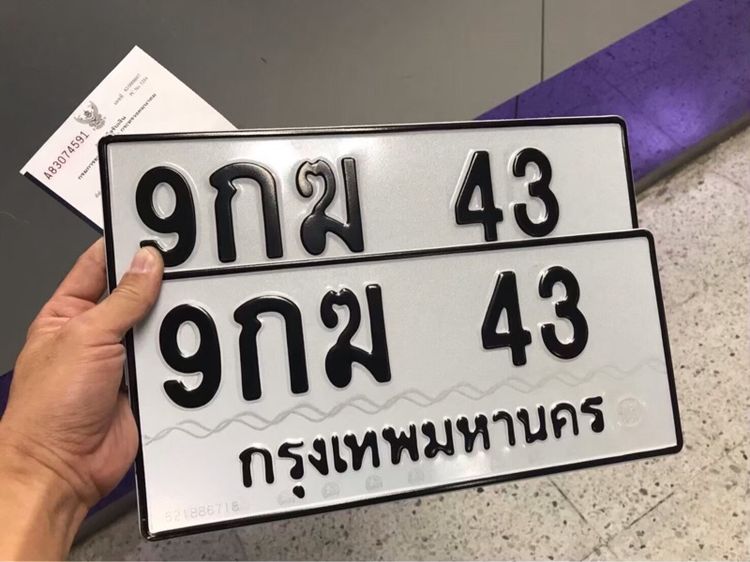 A83074591
9กฆ 43
9กฆ 43
กรุงเทพมหานคร
521886718